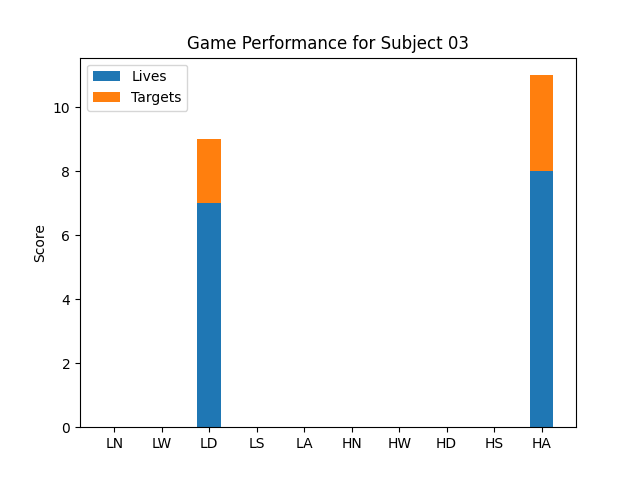 Game Performance for Subject 03
Lives
Targets
Score
10
8
6
4
2
0
LN LW LD LS LA HN HW HD HS HA